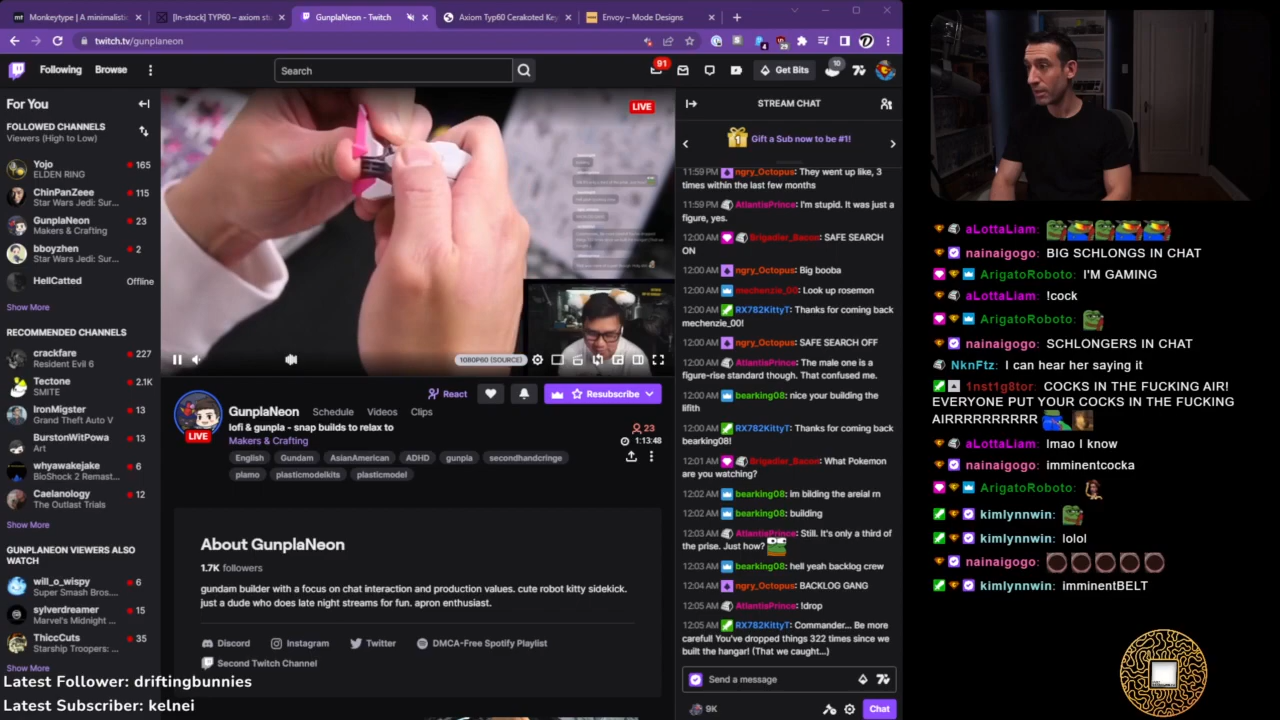 Monkeytype | A minimalisti
[In-stock] TYP60 – axiom stu
GunplaNeon - Twitch
Axiom Typ60 Cerakoted Key
Envoy – Mode Designs
twitch.tv/gunplaneon
Following
Browse
Search
91
Get Bits
10
For You
FOLLOWED CHANNELS
Viewers (High to Low)
Yojo
165
ELDEN RING
ChinPanZeee
115
Star Wars Jedi: Sur...
GunplaNeon
23
Makers & Crafting
bboyzhen
2
Star Wars Jedi: Sur...
HellCatted
Offline
Show More
RECOMMENDED CHANNELS
crackfare
227
Resident Evil 6
Tectone
2.1K
SMITE
IronMigster
13
Grand Theft Auto V
BurstonWitPowa
13
Art
whyawakejake
6
BioShock 2 Remast...
Caelanology
12
The Outlast Trials
Show More
GUNPLANEON VIEWERS ALSO
WATCH
will_o_wispy
6
Super Smash Bros....
sylverdreamer
15
Marvel's Midnight ...
ThiccCuts
35
Starship Troopers: ...
Show More
Latest Follower: driftingbunnies
Latest Subscriber: kelnei
LIVE
1080P60 (SOURCE)
LIVE
GunplaNeon
Schedule
Videos
Clips
lofi & gunpla - snap builds to relax to
Makers & Crafting
English
Gundam
AsianAmerican
ADHD
gunpla
secondhandcringe
plamo
plasticmodelkits
plasticmodel
React
Resubscribe
23
1:13:48
About GunplaNeon
1.7K followers
gundam builder with a focus on chat interaction and production values. cute robot kitty sidekick.
just a dude who does late night streams for fun. apron enthusiast.
Discord
Instagram
Twitter
DMCA-Free Spotify Playlist
Second Twitch Channel
STREAM CHAT
1
Gift a Sub now to be #1!
11:59 PM ngry_Octopus: They went up like, 3
times within the last few months
11:59 PM AtlantisPrince: I'm stupid. It was just a
figure, yes.
12:00 AM Brigadier_Bacon: SAFE SEARCH
ON
12:00 AM ngry_Octopus: Big booba
12:00 AM mechenzie_00: Look up rosemon
12:00 AM RX782KittyT: Thanks for coming back
mechenzie_00!
12:00 AM ngry_Octopus: SAFE SEARCH OFF
12:00 AM AtlantisPrince: The male one is a
figure-rise standard though. That confused me.
12:00 AM bearking08: nice your building the
lifith
12:00 AM RX782KittyT: Thanks for coming back
bearking08!
12:01 AM Brigadier_Bacon: What Pokemon
are you watching?
12:02 AM bearking08: im bilding the areial rn
12:02 AM bearking08: building
12:03 AM AtlantisPrince: Still. It's only a third of
the prise. Just how?
12:03 AM bearking08: hell yeah backlog crew
12:04 AM ngry_Octopus: BACKLOG GANG
12:05 AM AtlantisPrince: !drop
12:05 AM RX782KittyT: Commander... Be more
careful! You've dropped things 322 times since we
built the hangar! (That we caught...)
Send a message
9K
Chat
aLottaLiam:
nainaigogo: BIG SCHLONGS IN CHAT
ArigatoRoboto: I'M GAMING
aLottaLiam: !cock
ArigatoRoboto:
nainaigogo: SCHLONGERS IN CHAT
NknFtz: I can hear her saying it
1nst1g8tor: COCKS IN THE FUCKING AIR!
EVERYONE PUT YOUR COCKS IN THE FUCKING
AIRRRRRRRRR
aLottaLiam: lmao I know
nainaigogo: imminentcocka
ArigatoRoboto:
kimlynnwin:
kimlynnwin: lolol
nainaigogo:
kimlynnwin: imminentBELT